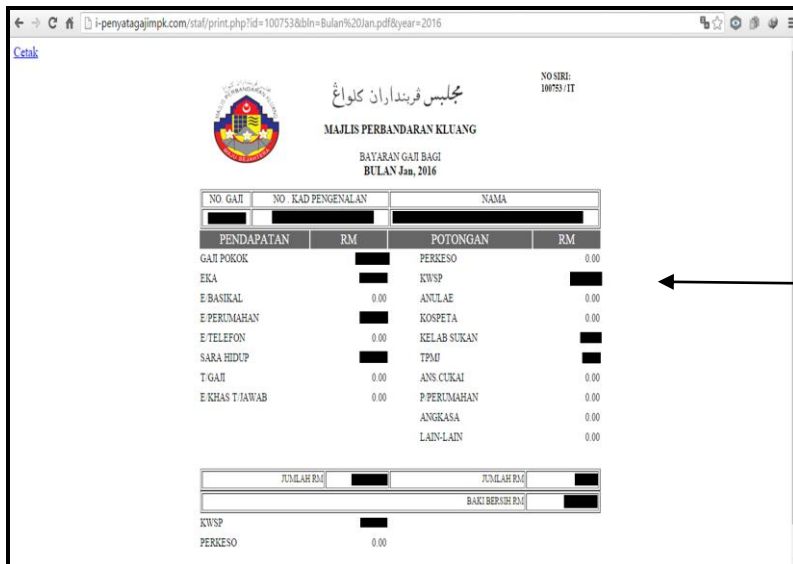 i-penyatagajimpk.com/staf/print.php?id=100753&bln=Bulan%20Jan.pdf&year=2016
Cetak
NO SIRI:
100753 / IT
مجلیس ڤربنداران كلواڠ
MAJLIS PERBANDARAN KLUANG
BAYARAN GAJI BAGI
BULAN Jan, 2016
NO. GAJI NO . KAD PENGENALAN NAMA
PENDAPATAN RM POTONGAN RM
GAJI POKOK PERKESO 0.00
EKA KWSP
E/BASIKAL 0.00 ANULAE 0.00
E/PERUMAHAN KOSPETA 0.00
E/TELEFON 0.00 KELAB SUKAN
SARA HIDUP TPMJ
T/GAJI 0.00 ANS.CUKAI 0.00
E/KHAS T/JAWAB 0.00 P/PERUMAHAN 0.00
ANGKASA 0.00
LAIN-LAIN 0.00
JUMLAH RM JUMLAH RM
BAKI BERSIH RM
KWSP
PERKESO 0.00